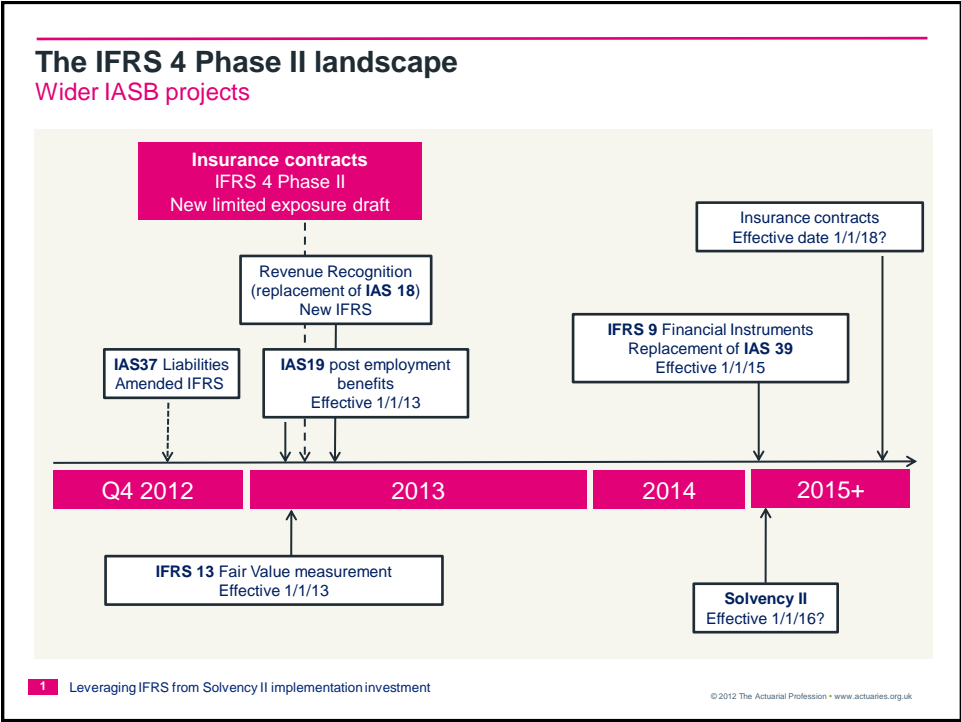 The IFRS 4 Phase II landscape
Wider IASB projects
Insurance contracts
IFRS 4 Phase II
New limited exposure draft
Insurance contracts
Effective date 1/1/18?
Revenue Recognition
(replacement of IAS 18)
New IFRS
IFRS 9 Financial Instruments
Replacement of IAS 39
Effective 1/1/15
IAS37 Liabilities
Amended IFRS
IAS19 post employment
benefits
Effective 1/1/13
Q4 2012
2013
2014
2015+
IFRS 13 Fair Value measurement
Effective 1/1/13
Solvency II
Effective 1/1/16?
1
Leveraging IFRS from Solvency II implementation investment
© 2012 The Actuarial Profession • www.actuaries.org.uk